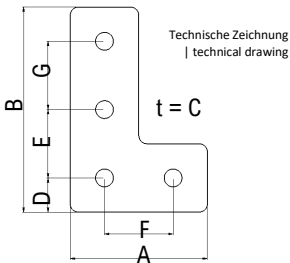 Technische Zeichnung
| technical drawing
G
B
t = C
E
D
F
A